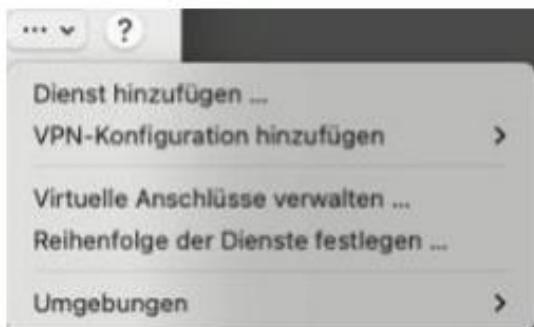 ... ?
Dienst hinzufügen ...
VPN-Konfiguration hinzufügen
Virtuelle Anschlüsse verwalten ...
Reihenfolge der Dienste festlegen ...
Umgebungen